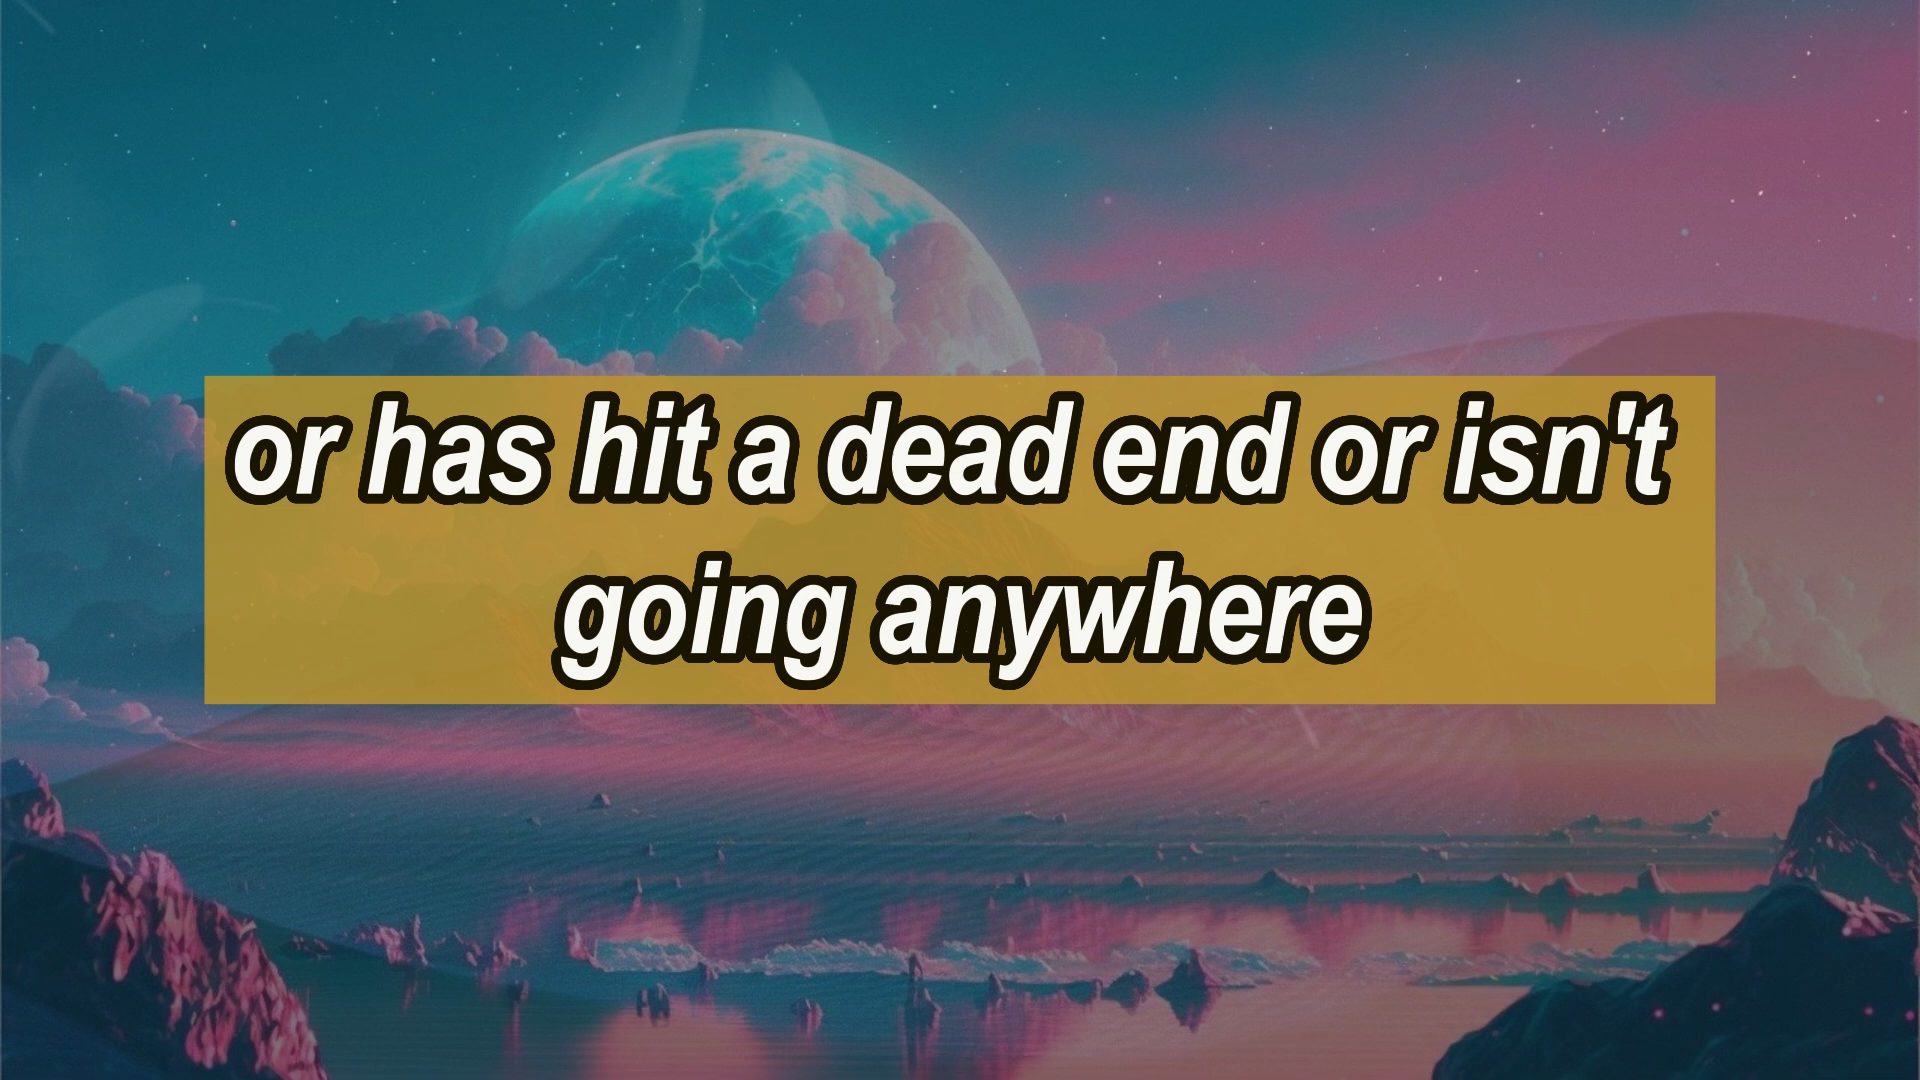 or has hit a dead end or isn't
going anywhere